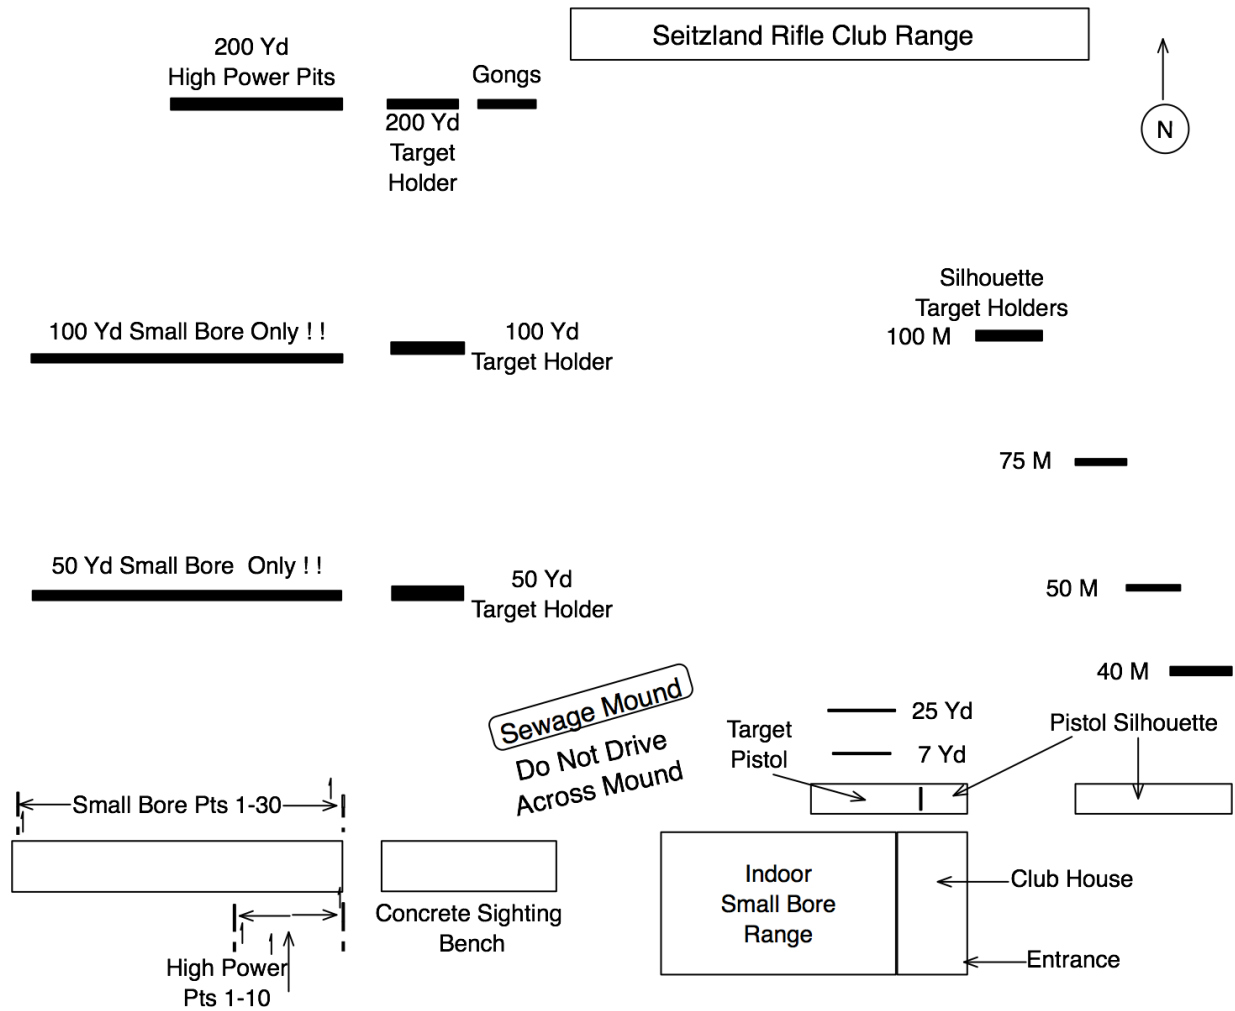 Seitzland Rifle Club Range
200 Yd
High Power Pits
Gongs
200 Yd
Target
Holder
N
Silhouette
Target Holders
100 M
100 Yd Small Bore Only ! !
100 Yd
Target Holder
75 M
50 Yd Small Bore  Only ! !
50 Yd
Target Holder
50 M
40 M
Sewage Mound
Do Not Drive
Across Mound
Target
Pistol
25 Yd
7 Yd
Pistol Silhouette
Small Bore Pts 1-30
Concrete Sighting
Bench
Indoor
Small Bore
Range
Club House
Entrance
High Power
Pts 1-10